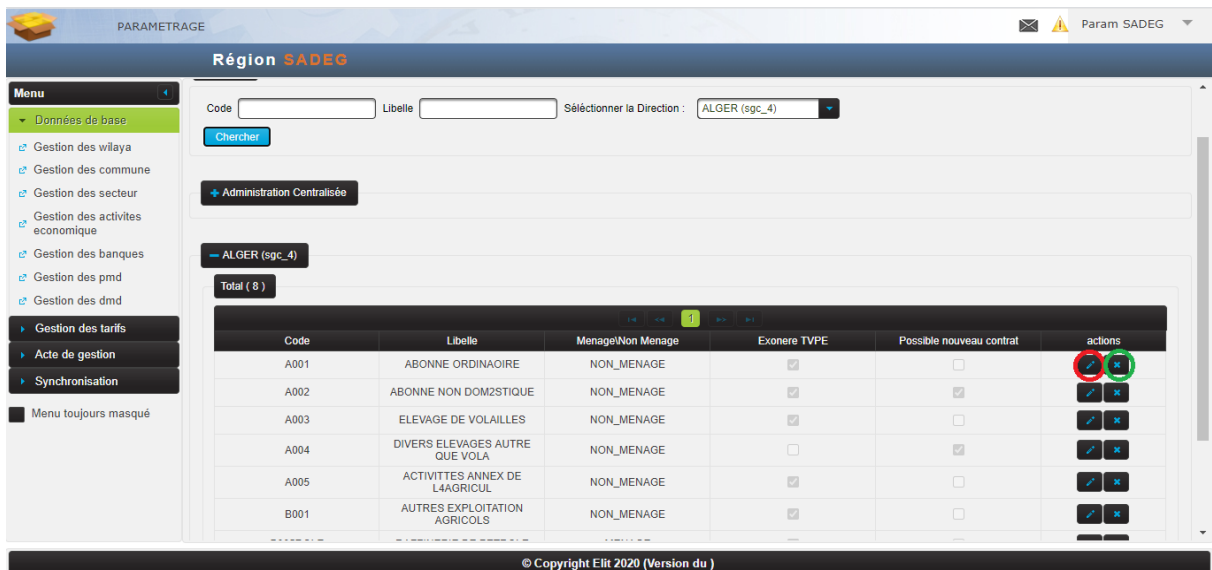 PARAMETRAGE
Param SADEG
Région SADEG
Menu
Données de base
Gestion des wilaya
Gestion des commune
Gestion des secteur
Gestion des activites
economique
Gestion des banques
Gestion des pmd
Gestion des dmd
Gestion des tarifs
Acte de gestion
Synchronisation
Menu toujours masqué
Code Libelle Séléctionner la Direction : ALGER (sgc_4)
Chercher
Administration Centralisée
ALGER (sgc_4)
Total ( 8 )
1
Code Libelle Menage\Non Menage Exonere TVPE Possible nouveau contrat actions
A001 ABONNE ORDINAOIRE NON_MENAGE
A002 ABONNE NON DOM2STIQUE NON_MENAGE
A003 ELEVAGE DE VOLAILLES NON_MENAGE
A004 DIVERS ELEVAGES AUTRE
QUE VOLA NON_MENAGE
A005 ACTIVITTES ANNEX DE
L4AGRICUL NON_MENAGE
B001 AUTRES EXPLOITATION
AGRICOLS NON_MENAGE
© Copyright Elit 2020 (Version du )